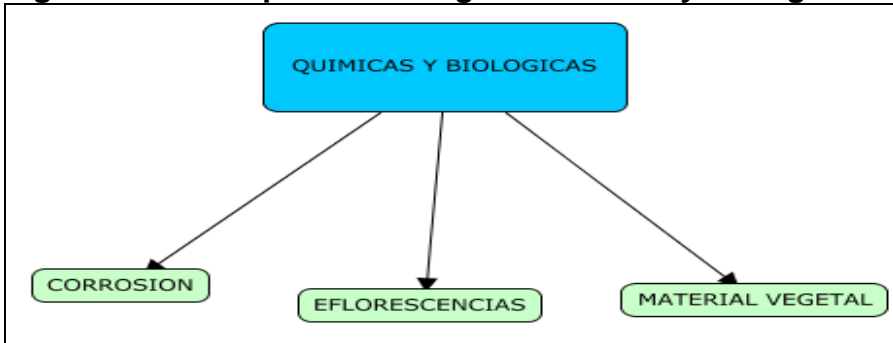 QUIMICAS Y BIOLOGICAS
CORROSION
EFLORESCENCIAS
MATERIAL VEGETAL